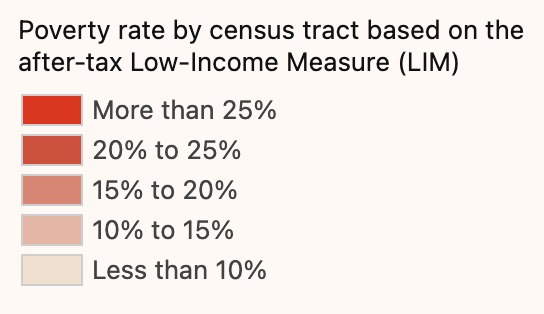 Poverty rate by census tract based on the
after-tax Low-Income Measure (LIM)
More than 25%
20% to 25%
15% to 20%
10% to 15%
Less than 10%